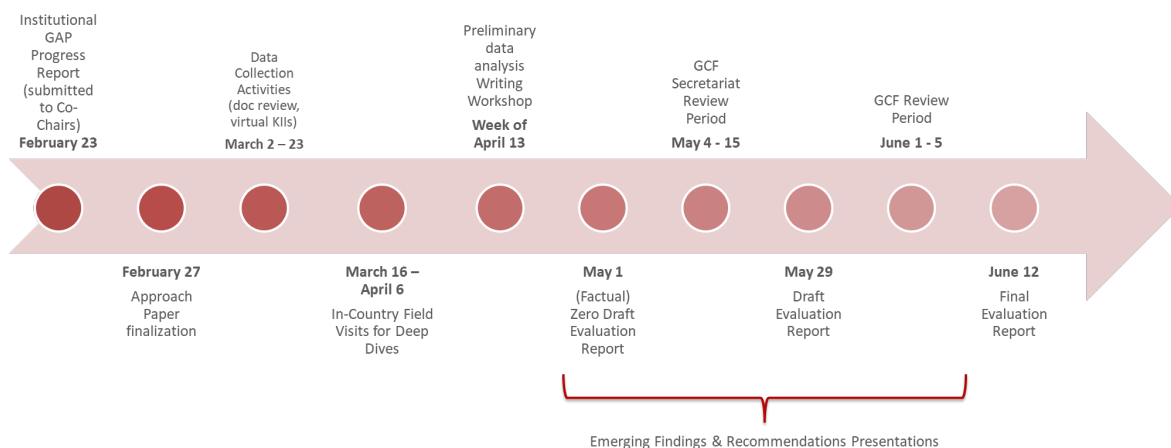 Institutional
GAP
Progress
Report
(submitted
to Co-
Chairs)
February 23
February 27
Approach
Paper
finalization
Data
Collection
Activities
(doc review,
virtual KIIs)
March 2 – 23
March 16 –
April 6
In-Country Field
Visits for Deep
Dives
Preliminary
data
analysis
Writing
Workshop
Week of
April 13
May 1
(Factual)
Zero Draft
Evaluation
Report
GCF
Secretariat
Review
Period
May 4 - 15
May 29
Draft
Evaluation
Report
GCF Review
Period
June 1 - 5
June 12
Final
Evaluation
Report
Emerging Findings & Recommendations Presentations